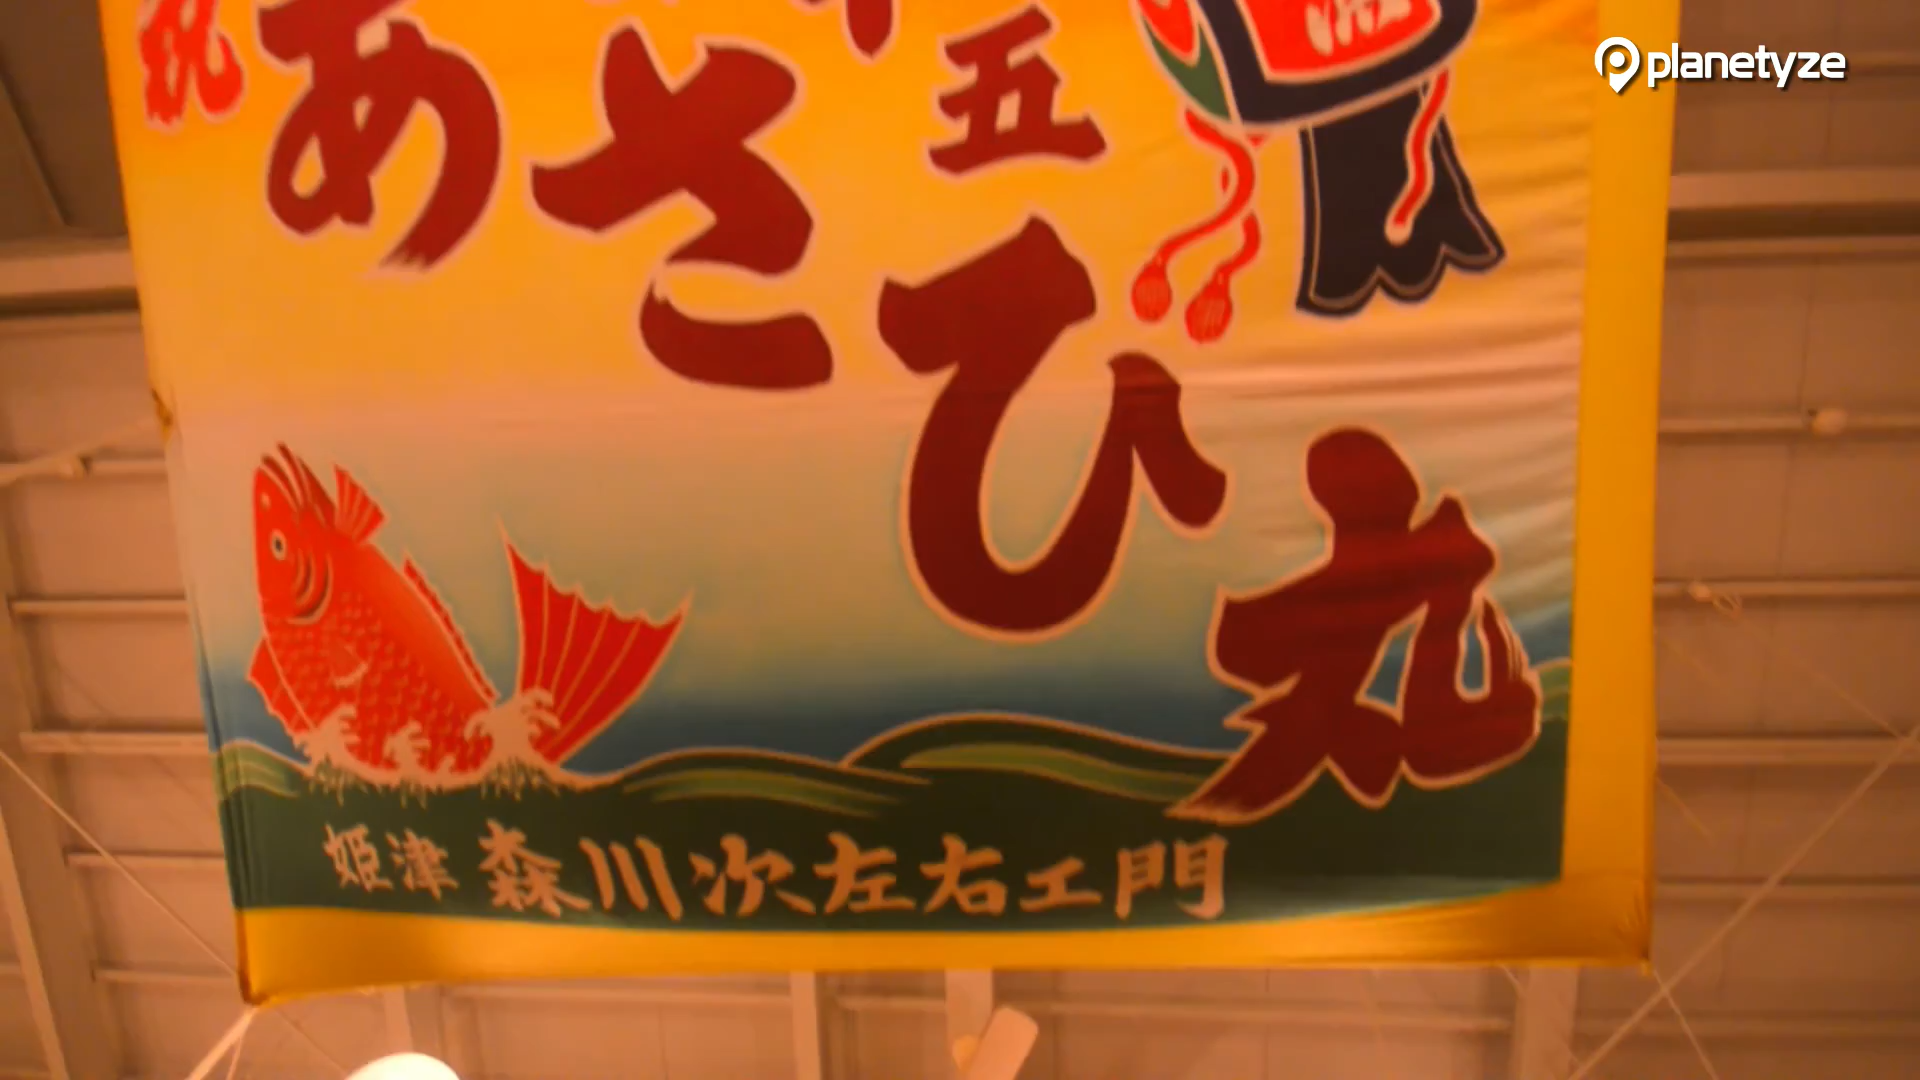 祝
五
あさひ丸
姫津 森川次左右エ門
planetyze